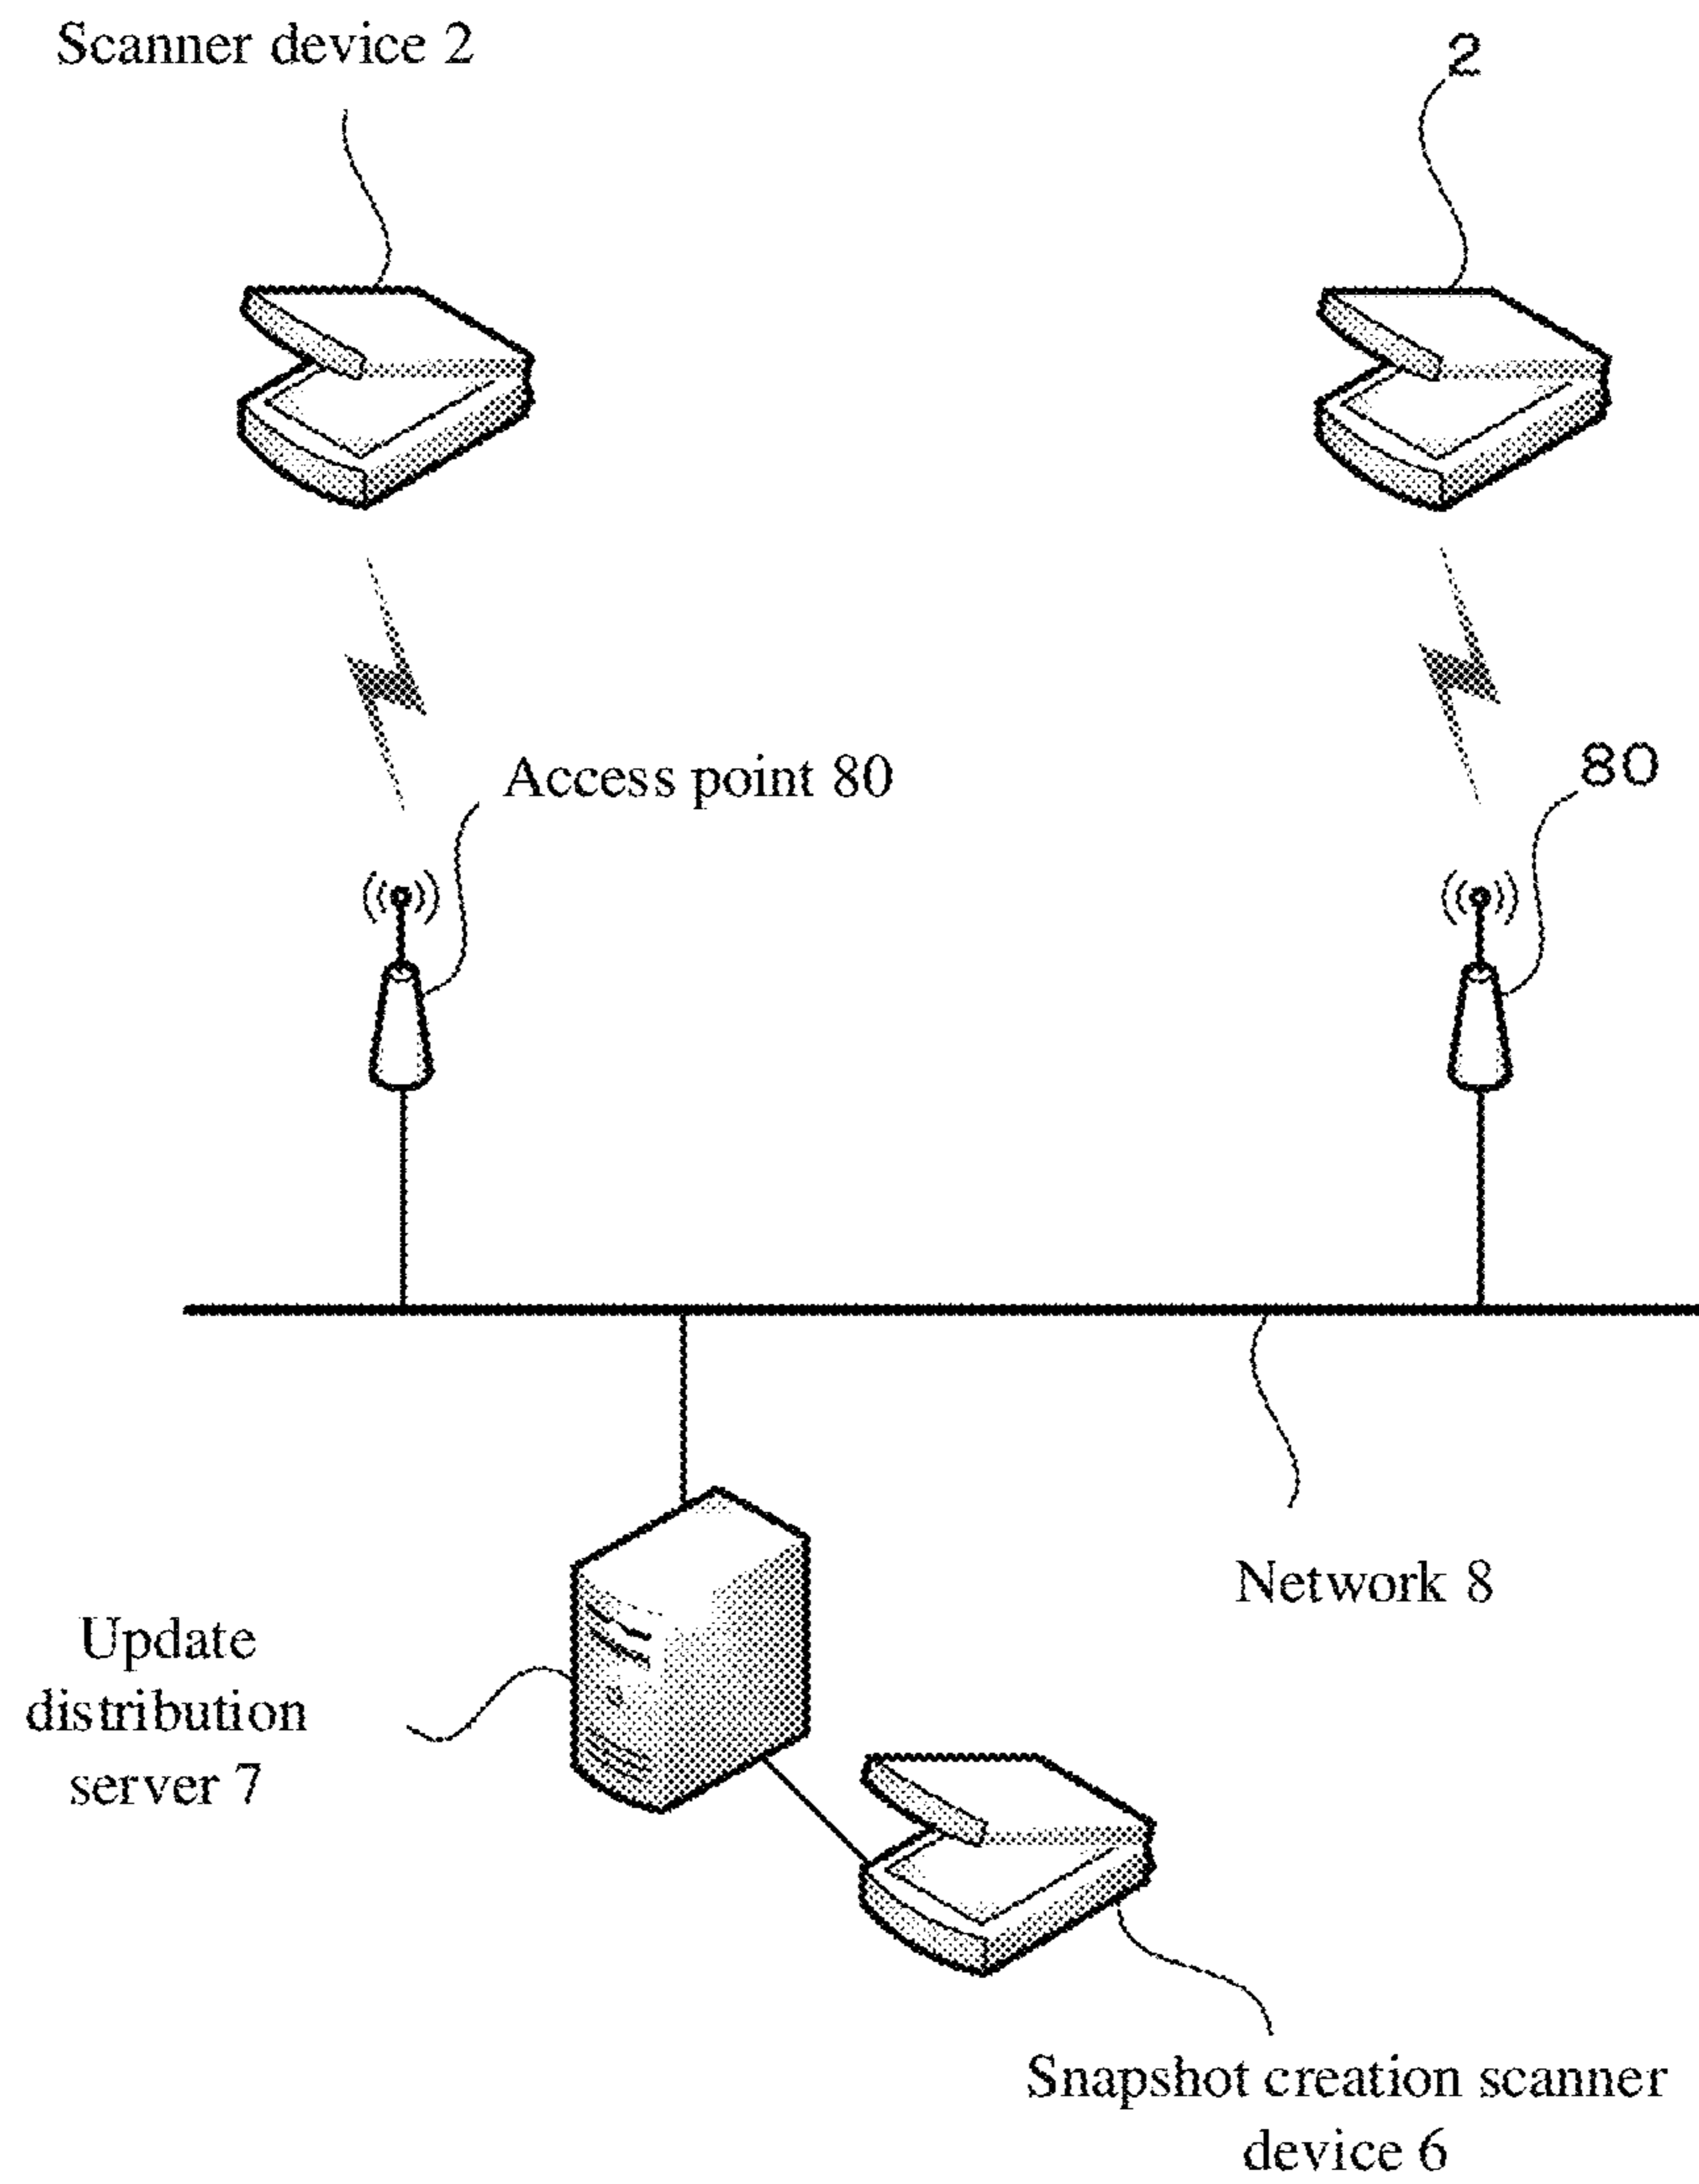 Scanner device 2
2
Access point 80
80
Network 8
Update
distribution
server 7
Snapshot creation scanner
device 6